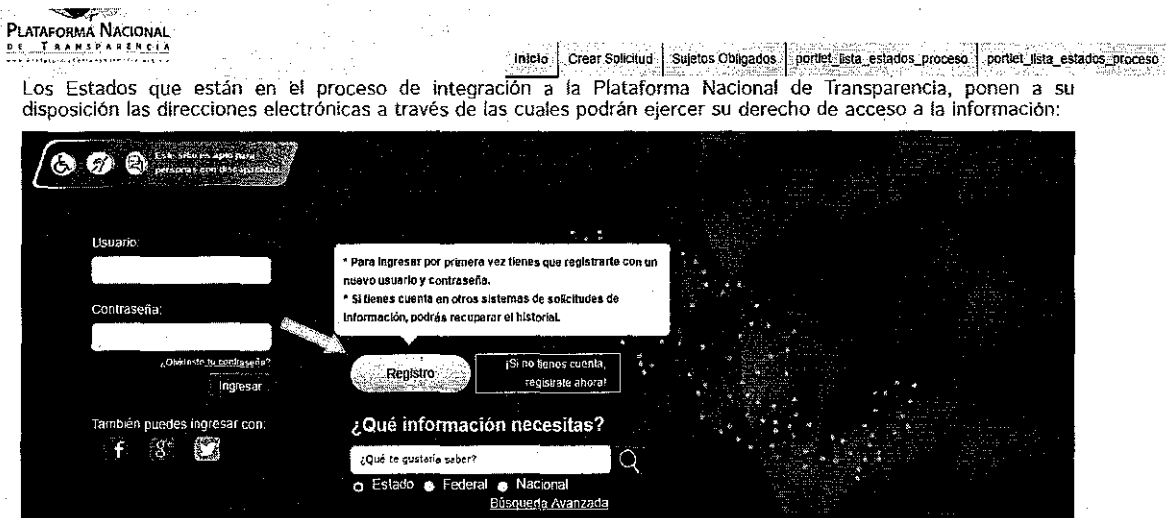 PLATAFORMA NACIONAL
DE TRANSPARENCIA
Inicio Crear Solicitud Sujetos Obligados portlet_lista_estados_proceso portlet_lista_estados_proceso
Los Estados que están en el proceso de integración a la Plataforma Nacional de Transparencia, ponen a su
disposición las direcciones electrónicas a través de las cuales podrán ejercer su derecho de acceso a la información:
Este sitio es apto para
personas con discapacidad
Usuario:
Contraseña:
¿Olvidaste tu contraseña?
Ingresar
También puedes ingresar con:
f g+
* Para ingresar por primera vez tienes que registrarte con un
nuevo usuario y contraseña.
* Si tienes cuenta en otros sistemas de solicitudes de
información, podrás recuparar el historial.
Registro
¡Si no tienes cuenta,
registrate ahora!
¿Qué información necesitas?
¿Qué te gustaría saber?
Estado Federal Nacional
Búsqueda Avanzada